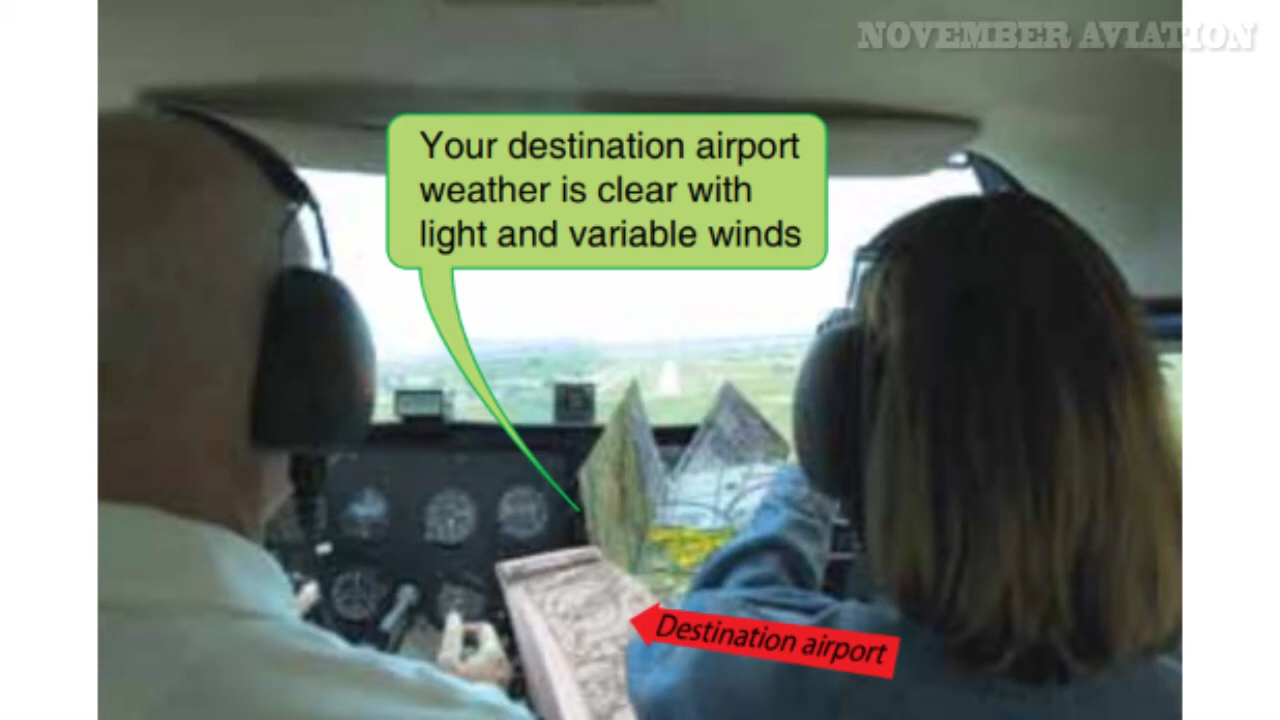 NOVEMBER AVIATION
Your destination airport
weather is clear with
light and variable winds
Destination airport